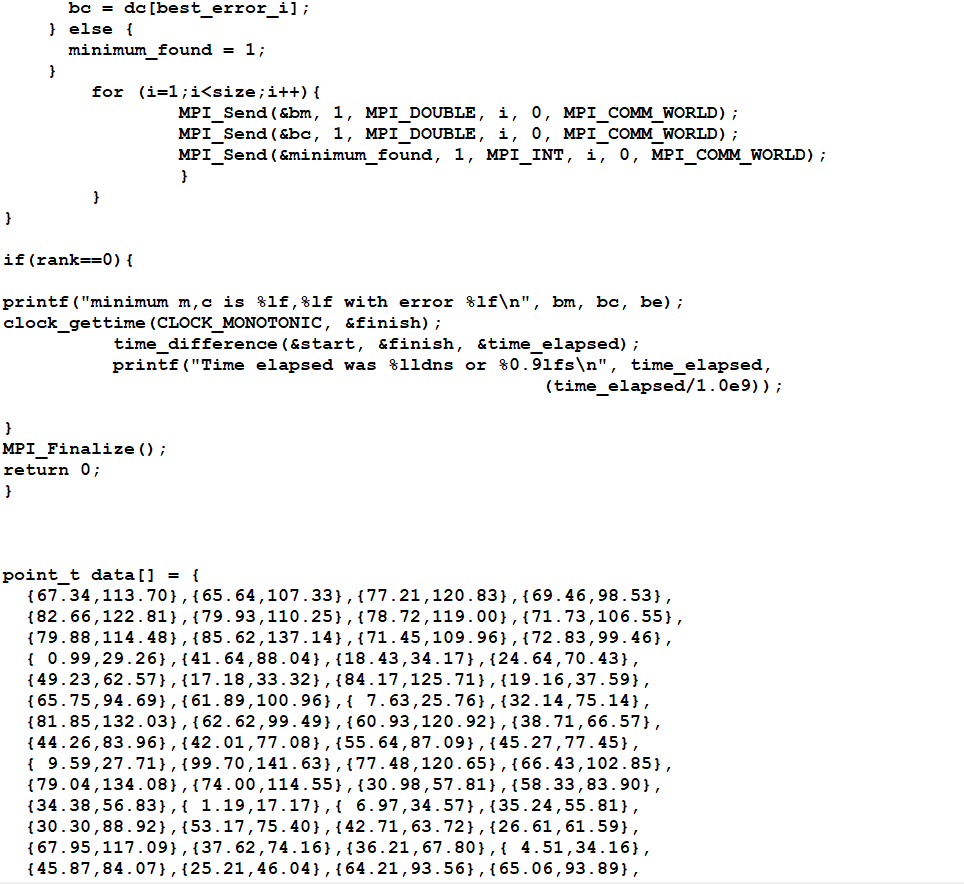 bc = dc[best_error_i];
} else {
minimum_found = 1;
}
for (i=1;i<size;i++){
MPI_Send(&bm, 1, MPI_DOUBLE, i, 0, MPI_COMM_WORLD);
MPI_Send(&bc, 1, MPI_DOUBLE, i, 0, MPI_COMM_WORLD);
MPI_Send(&minimum_found, 1, MPI_INT, i, 0, MPI_COMM_WORLD);
}
}
}
if(rank==0){
printf("minimum m,c is %lf,%lf with error %lf\n", bm, bc, be);
clock_gettime(CLOCK_MONOTONIC, &finish);
time_difference(&start, &finish, &time_elapsed);
printf("Time elapsed was %lldns or %0.9lfs\n", time_elapsed,
(time_elapsed/1.0e9));
}
MPI_Finalize();
return 0;
}
point_t data[] = {
{67.34,113.70},{65.64,107.33},{77.21,120.83},{69.46,98.53},
{82.66,122.81},{79.93,110.25},{78.72,119.00},{71.73,106.55},
{79.88,114.48},{85.62,137.14},{71.45,109.96},{72.83,99.46},
{ 0.99,29.26},{41.64,88.04},{18.43,34.17},{24.64,70.43},
{49.23,62.57},{17.18,33.32},{84.17,125.71},{19.16,37.59},
{65.75,94.69},{61.89,100.96},{ 7.63,25.76},{32.14,75.14},
{81.85,132.03},{62.62,99.49},{60.93,120.92},{38.71,66.57},
{44.26,83.96},{42.01,77.08},{55.64,87.09},{45.27,77.45},
{ 9.59,27.71},{99.70,141.63},{77.48,120.65},{66.43,102.85},
{79.04,134.08},{74.00,114.55},{30.98,57.81},{58.33,83.90},
{34.38,56.83},{ 1.19,17.17},{ 6.97,34.57},{35.24,55.81},
{30.30,88.92},{53.17,75.40},{42.71,63.72},{26.61,61.59},
{67.95,117.09},{37.62,74.16},{36.21,67.80},{ 4.51,34.16},
{45.87,84.07},{25.21,46.04},{64.21,93.56},{65.06,93.89},